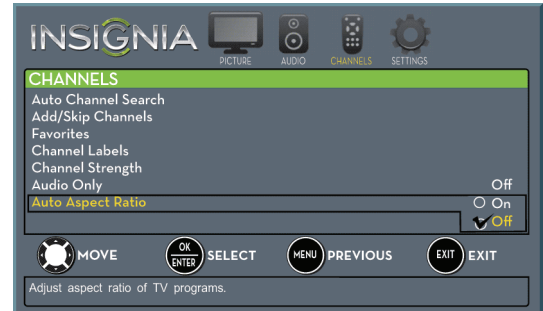 INSIGNIA
PICTURE AUDIO CHANNELS SETTINGS
CHANNELS
Auto Channel Search
Add/Skip Channels
Favorites
Channel Labels
Channel Strength
Audio Only Off
Auto Aspect Ratio On
Off
MOVE OK ENTER SELECT MENU PREVIOUS EXIT EXIT
Adjust aspect ratio of TV programs.